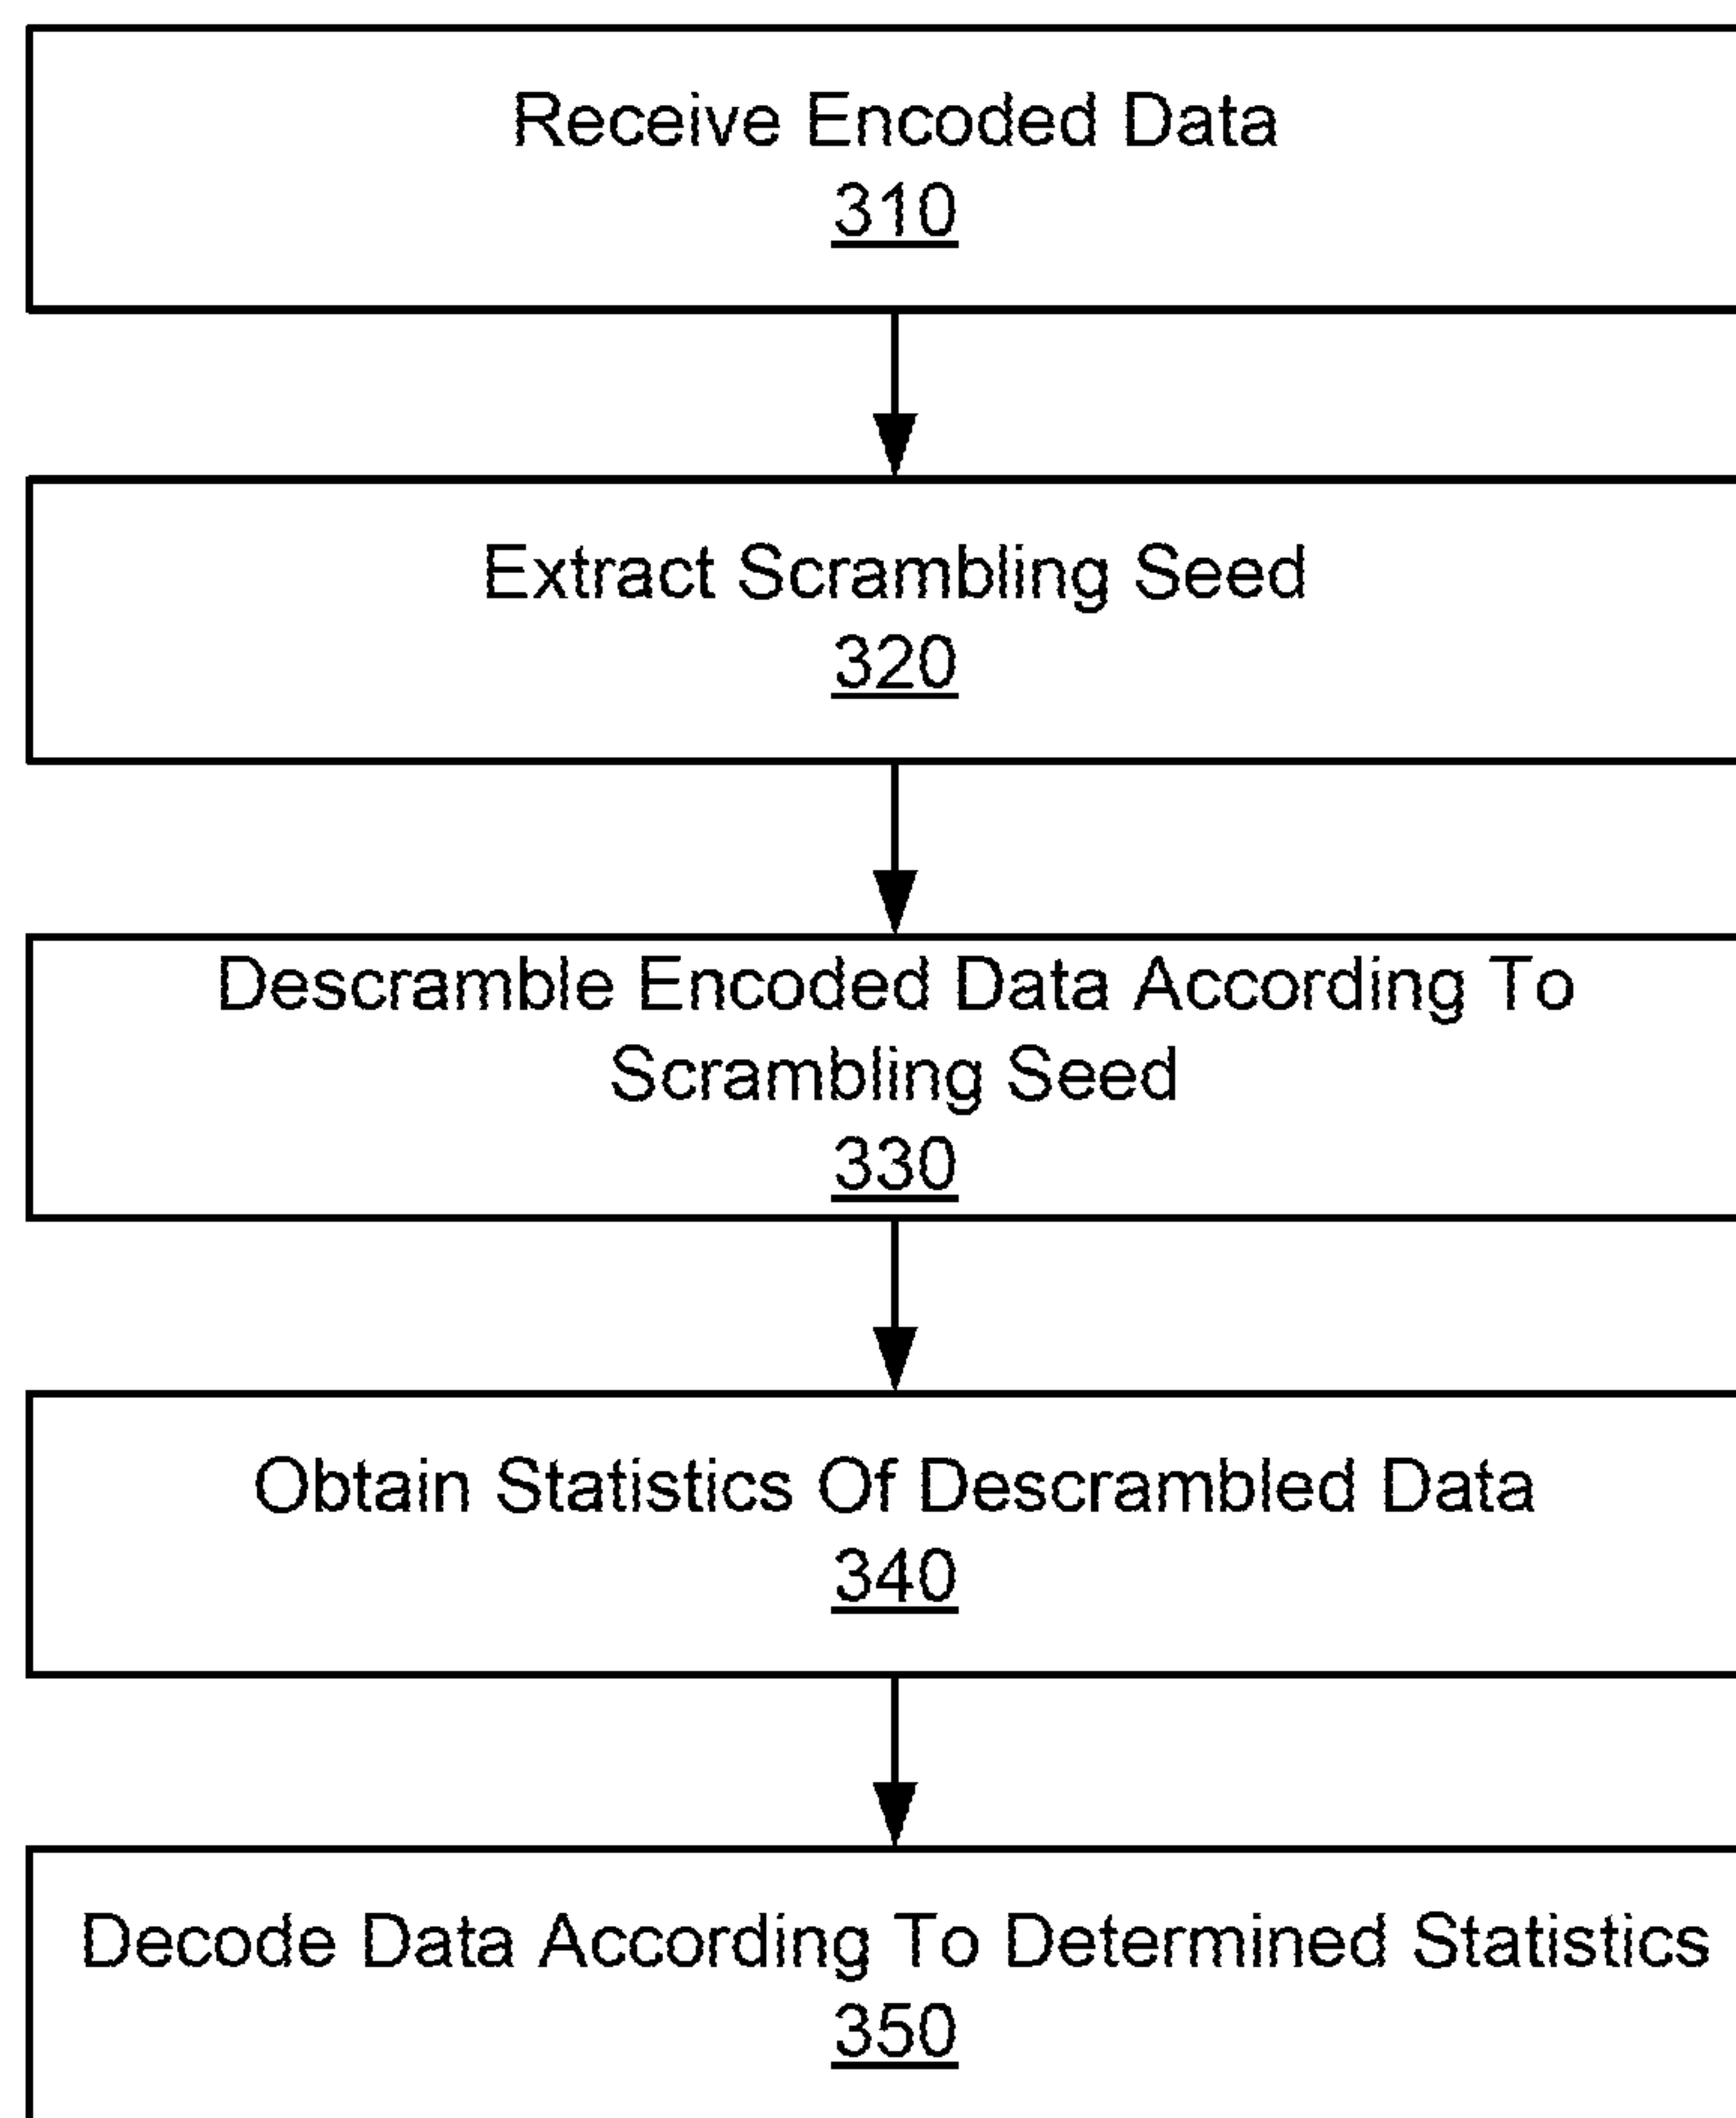 Receive Encoded Data
310
Extract Scrambling Seed
320
Descramble Encoded Data According To
Scrambling Seed
330
Obtain Statistics Of Descrambled Data
340
Decode Data According To Determined Statistics
350